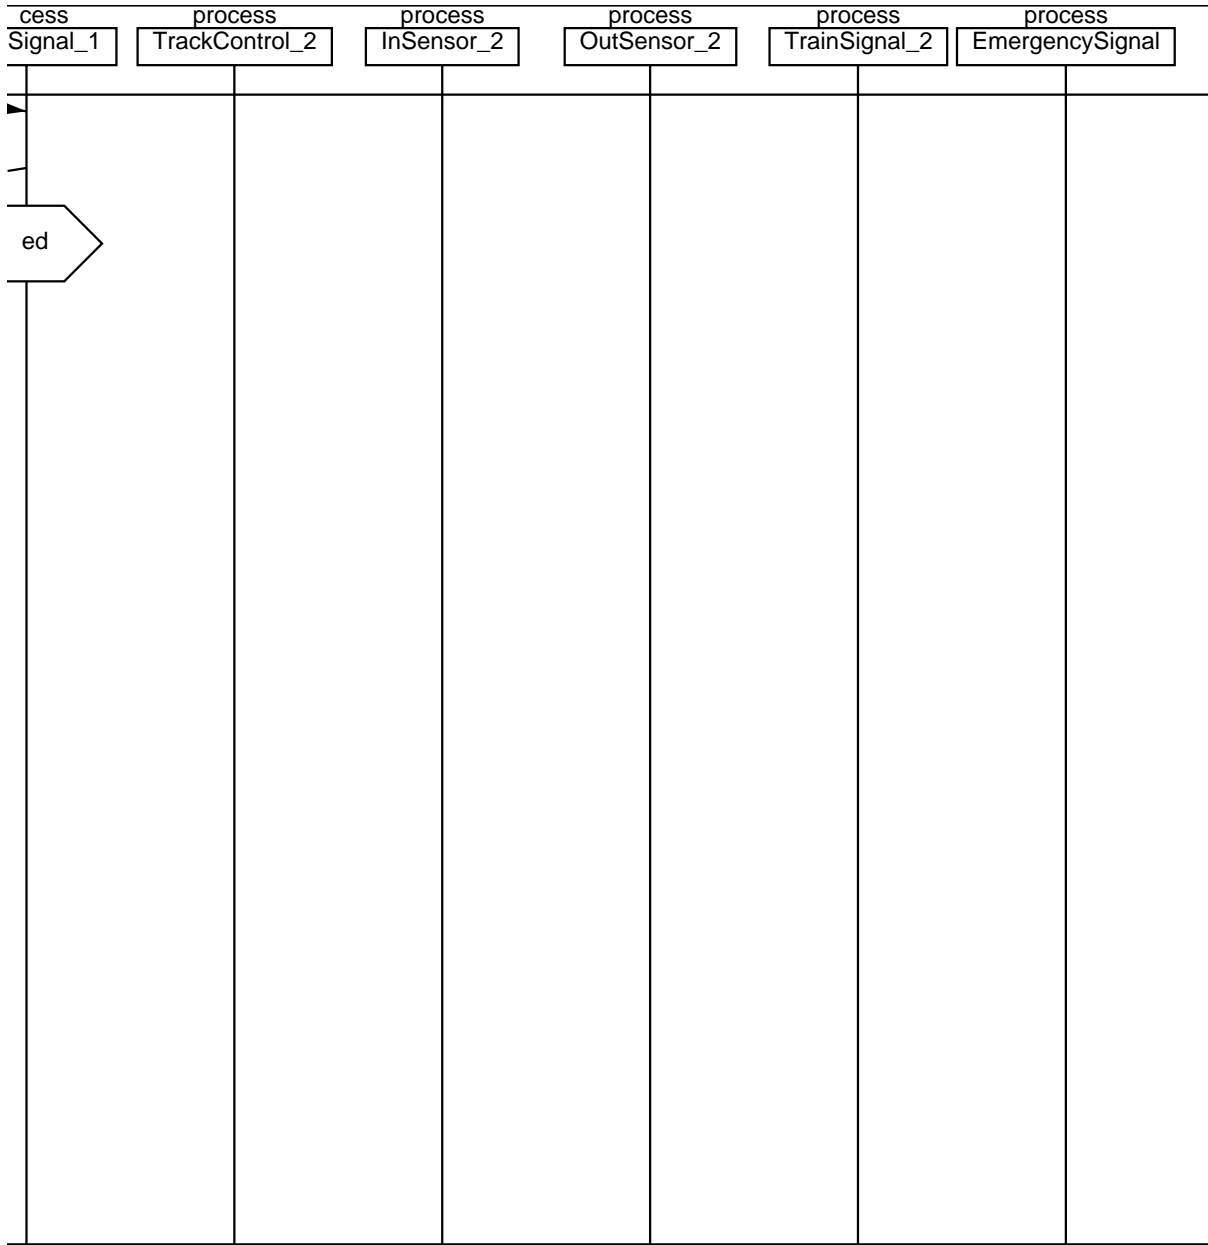 cess process process process process process
Signal_1 TrackControl_2 InSensor_2 OutSensor_2 TrainSignal_2 EmergencySignal
ed